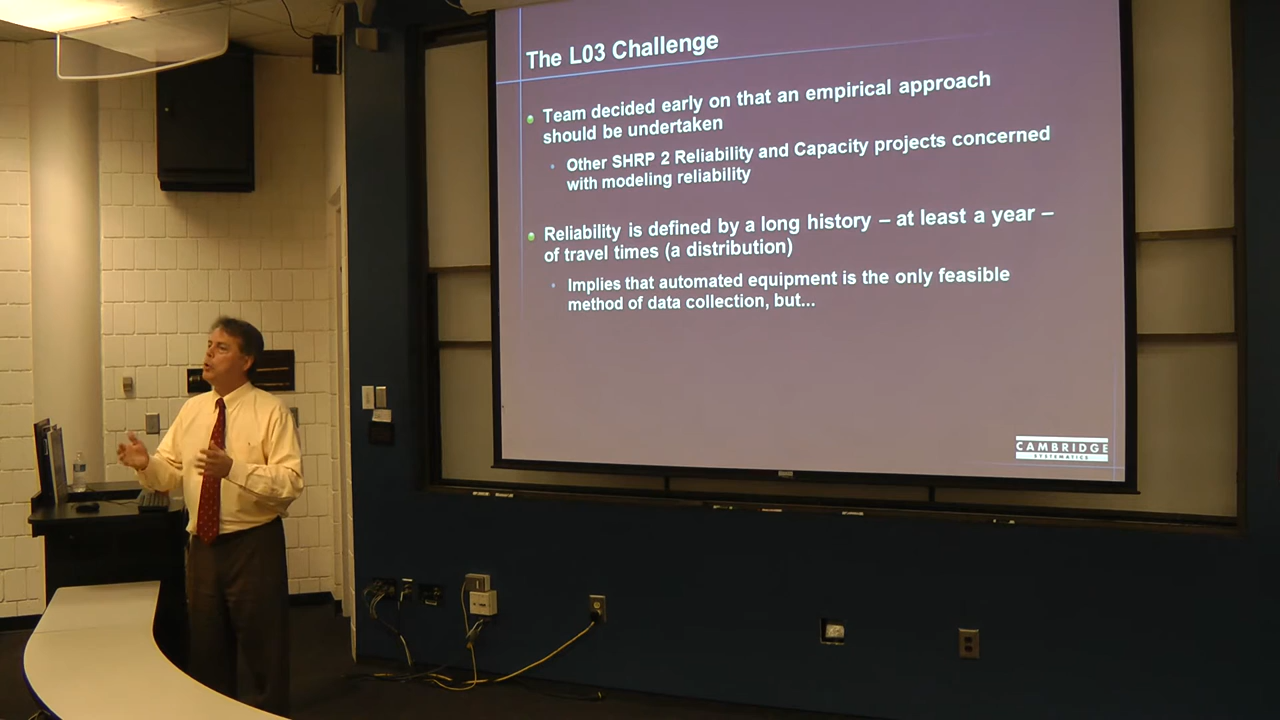 The L03 Challenge
Team decided early on that an empirical approach
should be undertaken
Other SHRP 2 Reliability and Capacity projects concerned
with modeling reliability
Reliability is defined by a long history – at least a year –
of travel times (a distribution)
Implies that automated equipment is the only feasible
method of data collection, but...
CAMBRIDGE
SYSTEMATICS